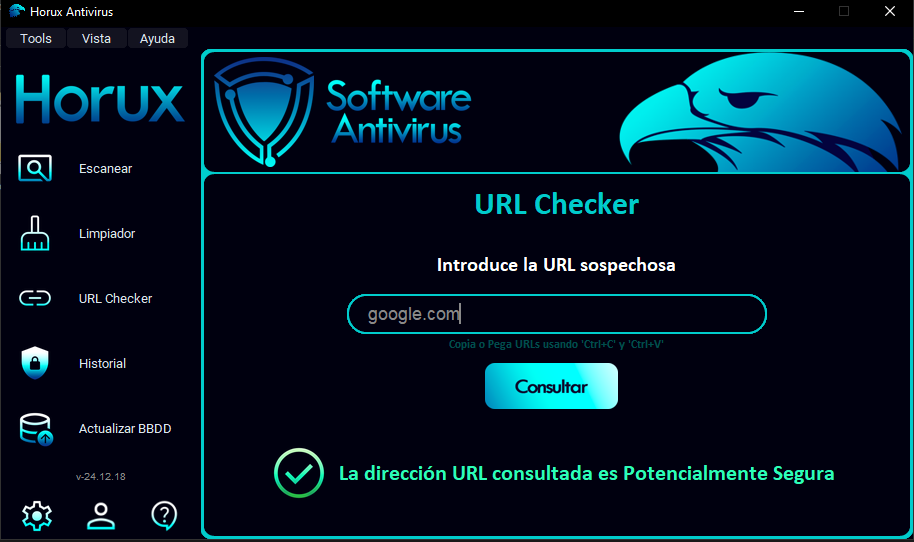 Horux Antivirus
Tools Vista Ayuda
Horux
Software
Antivirus
Escanear
Limpiador
URL Checker
Historial
Actualizar BBDD
v-24.12.18
URL Checker
Introduce la URL sospechosa
google.com
Copia o Pega URLs usando 'Ctrl+C' y 'Ctrl+V'
Consultar
La dirección URL consultada es Potencialmente Segura